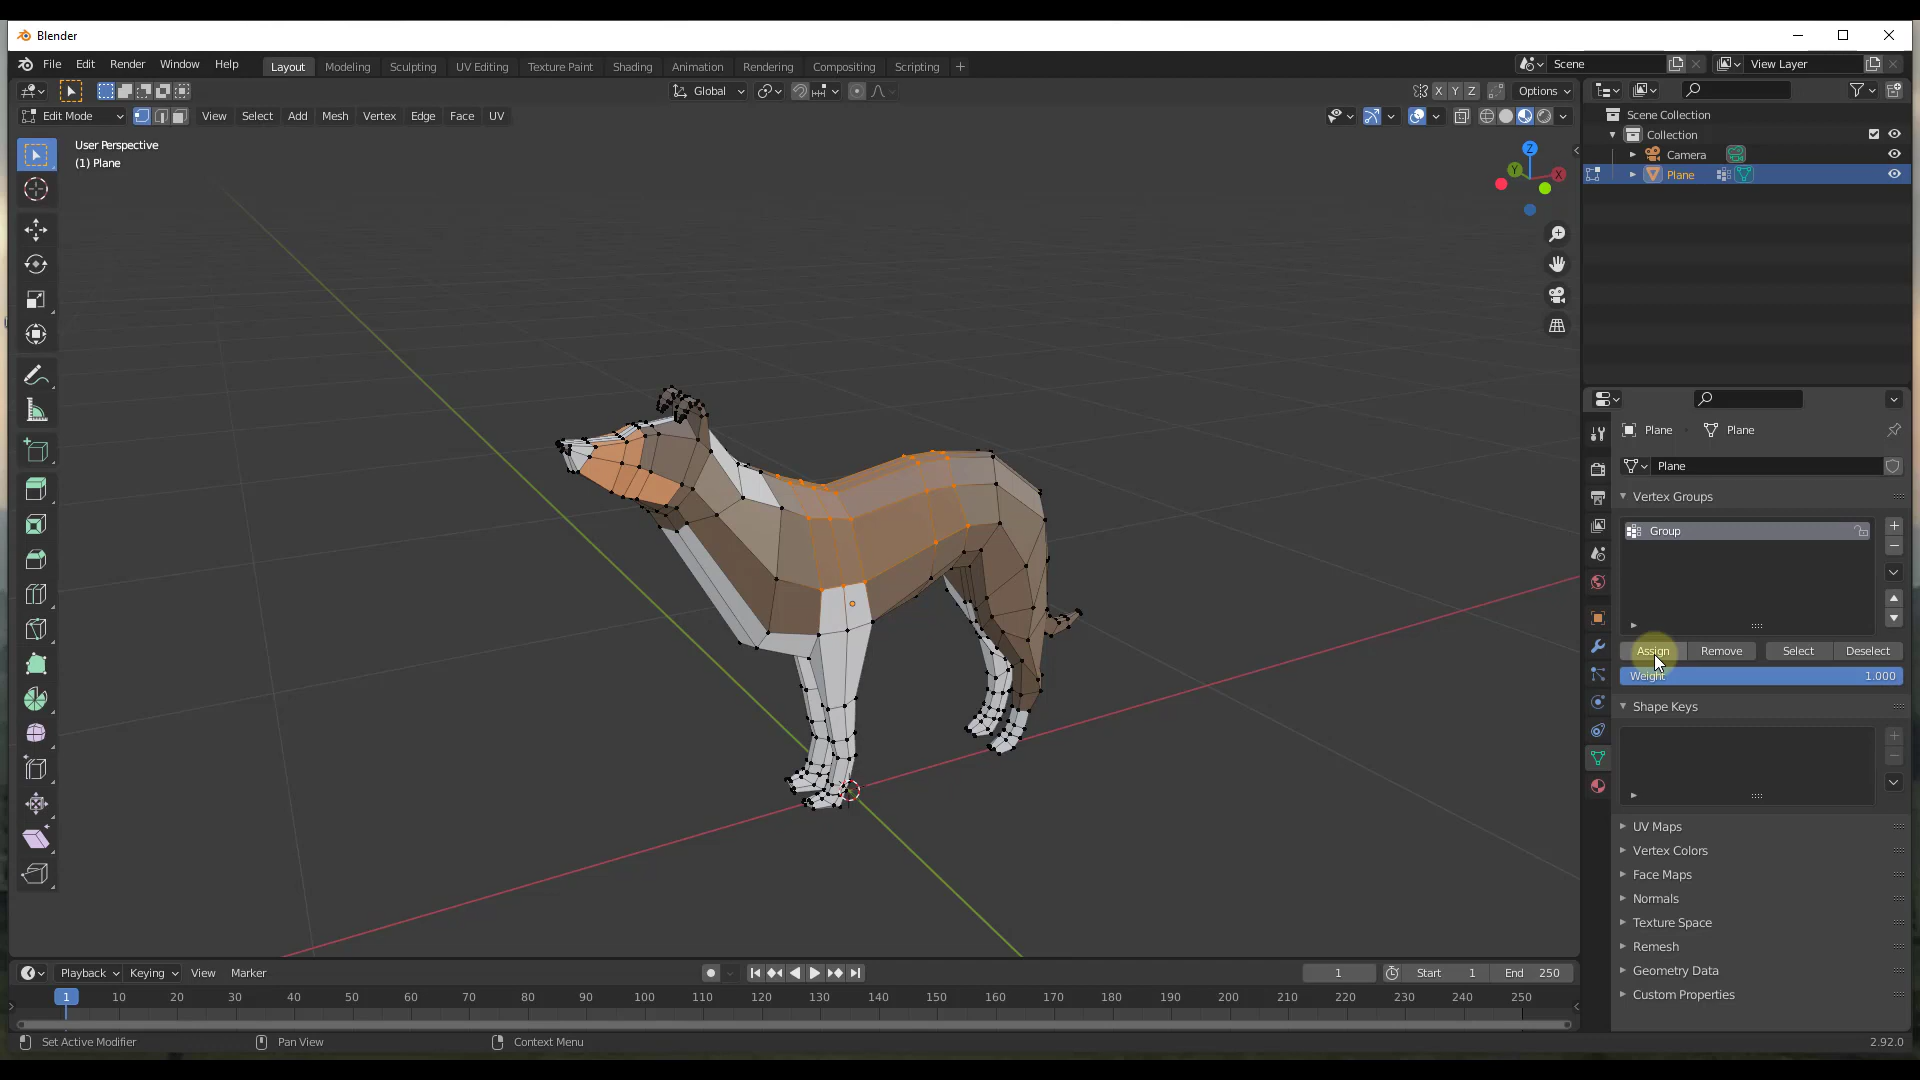 Blender
File Edit Render Window Help
Layout Modeling Sculpting UV Editing Texture Paint Shading Animation Rendering Compositing Scripting +
Scene
View Layer
Global
X Y Z
Options
Edit Mode
View Select Add Mesh Vertex Edge Face UV
User Perspective
(1) Plane
Z
Y
X
Scene Collection
Collection
Camera
Plane
Plane
Plane
Plane
Vertex Groups
Group
Assign Remove Select Deselect
Weight 1.000
Shape Keys
UV Maps
Vertex Colors
Face Maps
Normals
Texture Space
Remesh
Geometry Data
Custom Properties
Playback Keying View Marker
1
Start 1
End 250
1 10 20 30 40 50 60 70 80 90 100 110 120 130 140 150 160 170 180 190 200 210 220 230 240 250
Set Active Modifier
Pan View
Context Menu
2.92.0